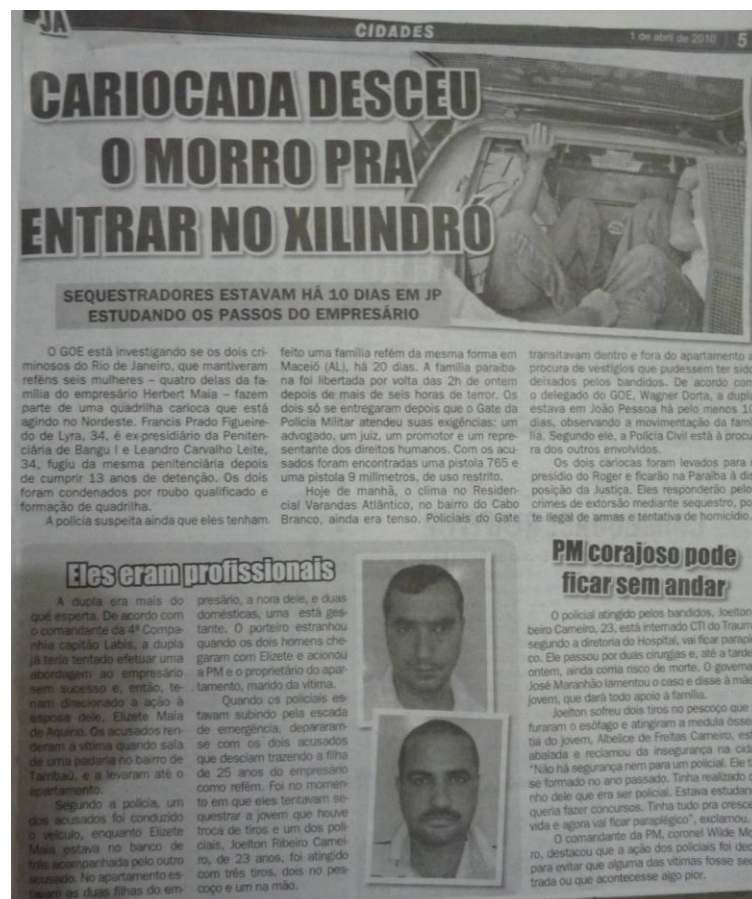 JA
CIDADES
1 de abril de 2010
5
CARIOCADA DESCEU
O MORRO PRA
ENTRAR NO XILINDRÓ
SEQUESTRADORES ESTAVAM HÁ 10 DIAS EM JP
ESTUDANDO OS PASSOS DO EMPRESÁRIO
O GOE está investigando se os dois cri-
minosos do Rio de Janeiro, que mantiveram
reféns seis mulheres – quatro delas da fa-
mília do empresário Herbert Maia – fazem
parte de uma quadrilha carioca que está
agindo no Nordeste. Francis Prado Figueire-
do de Lyra, 34, é ex-presidiário da Peniten-
ciária de Bangu I e Leandro Carvalho Leite,
34, fugiu da mesma penitenciária depois
de cumprir 13 anos de detenção. Os dois
foram condenados por roubo qualificado e
formação de quadrilha.
A polícia suspeita ainda que eles tenham
feito uma família refém da mesma forma em
Maceió (AL), há 20 dias. A família paraiba-
na foi libertada por volta das 2h de ontem
depois de mais de seis horas de terror. Os
dois só se entregaram depois que o Gate da
Polícia Militar atendeu suas exigências: um
advogado, um juiz, um promotor e um repre-
sentante dos direitos humanos. Com os acu-
sados foram encontradas uma pistola 765 e
uma pistola 9 milímetros, de uso restrito.
Hoje de manhã, o clima no Residen-
cial Varandas Atlântico, no bairro do Cabo
Branco, ainda era tenso. Policiais do Gate
transitavam dentro e fora do apartamento
procura de vestígios que pudessem ter sido
deixados pelos bandidos. De acordo com
o delegado do GOE, Wagner Dorta, a dupla
estava em João Pessoa há pelo menos
dias, observando a movimentação da famí
lia. Segundo ele, a Polícia Civil está à procu
ra dos outros envolvidos.
Os dois cariocas foram levados para
presídio do Roger e ficarão na Paraíba à dis
posição da Justiça. Eles responderão pelo
crimes de extorsão mediante sequestro, po
te ilegal de armas e tentativa de homicídio.
Eles eram profissionais
A dupla era mais do
que esperta. De acordo com
o comandante da 4ª Compa-
nhia capitão Labis, a dupla
já teria tentado efetuar uma
abordagem ao empresário
sem sucesso e, então, te-
riam direcionado a ação à
esposa dele, Elizete Maia
de Aquino. Os acusados ren-
deram a vítima quando saía
de uma padaria no bairro de
Tambaú, e a levaram até o
apartamento.
Segundo a polícia, um
dos acusados foi conduzido
o veículo, enquanto Elizete
Maia estava no banco de
trás acompanhada pelo outro
acusado. No apartamento es-
tavam as duas filhas do em-
presário, a nora dele, e duas
domésticas, uma está ges-
tante. O porteiro estranhou
quando os dois homens che-
garam com Elizete e acionou
a PM e o proprietário do apar-
tamento, marido da vítima.
Quando os policiais es-
tavam subindo pela escada
de emergência, depararam-
se com os dois acusados
que desciam trazendo a filha
de 25 anos do empresário
como refém. Foi no momen-
to em que eles tentavam se-
questrar a jovem que houve
troca de tiros e um dos poli-
ciais, Joelton Ribeiro Carnei-
ro, de 23 anos, foi atingido
com três tiros, dois no pes-
coço e um na mão.
PM corajoso pode
ficar sem andar
O policial atingido pelos bandidos, Joelton
beiro Carneiro, 23, está internado CTI do Traum
segundo a diretoria do Hospital, vai ficar parapl
co. Ele passou por duas cirurgias e, até a tarde
ontem, ainda corria risco de morte. O governa
José Maranhão lamentou o caso e disse à mãe
jovem, que dará todo apoio à família.
Joelton sofreu dois tiros no pescoço que
furaram o esôfago e atingiram a medula óssea
tia do jovem, Albelice de Freitas Carneiro, est
abalada e reclamou da insegurança na cida
"Não há segurança nem para um policial. Ele t
se formado no ano passado. Tinha realizado o
nho dele que era ser policial. Estava estudan
queria fazer concursos. Tinha tudo pra cresce
vida e agora vai ficar paraplégico", exclamou.
O comandante da PM, coronel Wilde Mo
ro, destacou que a ação dos policiais foi deci
para evitar que alguma das vítimas fosse se
trada ou que acontecesse algo pior.